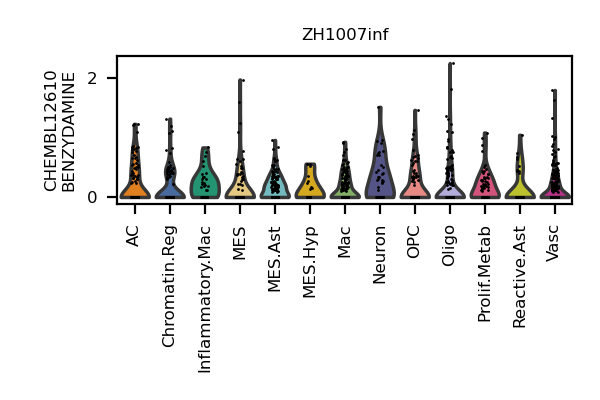 ZH1007inf
CHEMBL12610
BENZYDAMINE
2
0
AC
Chromatin.Reg
Inflammatory.Mac
MES
MES.Ast
MES.Hyp
Mac
Neuron
OPC
Oligo
Prolif.Metab
Reactive.Ast
Vasc